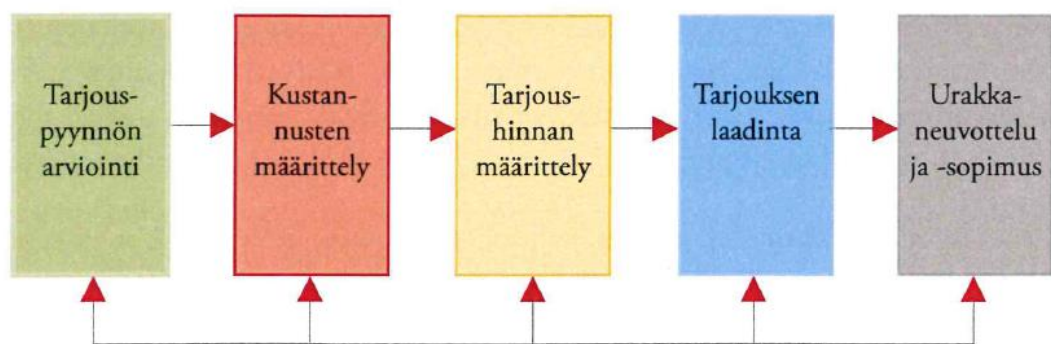 Tarjous-
pyynnön
arviointi
Kustan-
nusten
määrittely
Tarjous-
hinnan
määrittely
Tarjouksen
laadinta
Urakka-
neuvottelu
ja -sopimus